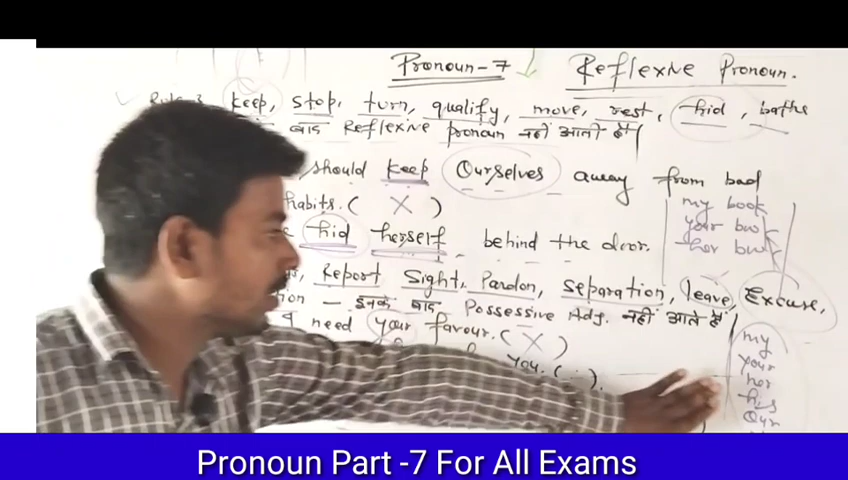 Pronoun-7 Reflexive Pronoun.
keep, stop, turn, qualify, move, rest, hid, bathe
बाद Reflexive pronoun नही आती है।
should keep Ourselves away from bad
habits. ( X )
hid herself behind the door.
my book
your book
her book
Report Sight, Pardon, separation, leave, Excuse,
इनके बाद Possessive Adj. नहीं आते हैं
need your favour. ( X )
you. ( ).
my
your
her
his
Our
Pronoun Part -7 For All Exams